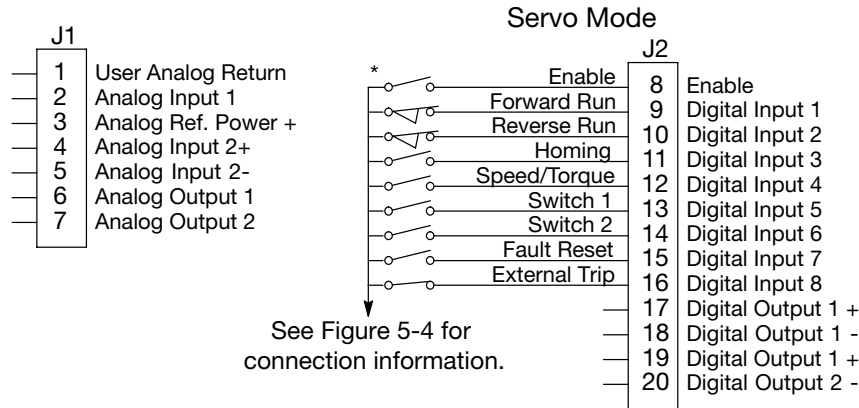 Servo Mode
J1
1 User Analog Return
2 Analog Input 1
3 Analog Ref. Power +
4 Analog Input 2+
5 Analog Input 2-
6 Analog Output 1
7 Analog Output 2
J2
*
Enable 8 Enable
Forward Run 9 Digital Input 1
Reverse Run 10 Digital Input 2
Homing 11 Digital Input 3
Speed/Torque 12 Digital Input 4
Switch 1 13 Digital Input 5
Switch 2 14 Digital Input 6
Fault Reset 15 Digital Input 7
External Trip 16 Digital Input 8
17 Digital Output 1 +
18 Digital Output 1 -
19 Digital Output 1 +
20 Digital Output 2 -
See Figure 5-4 for
connection information.